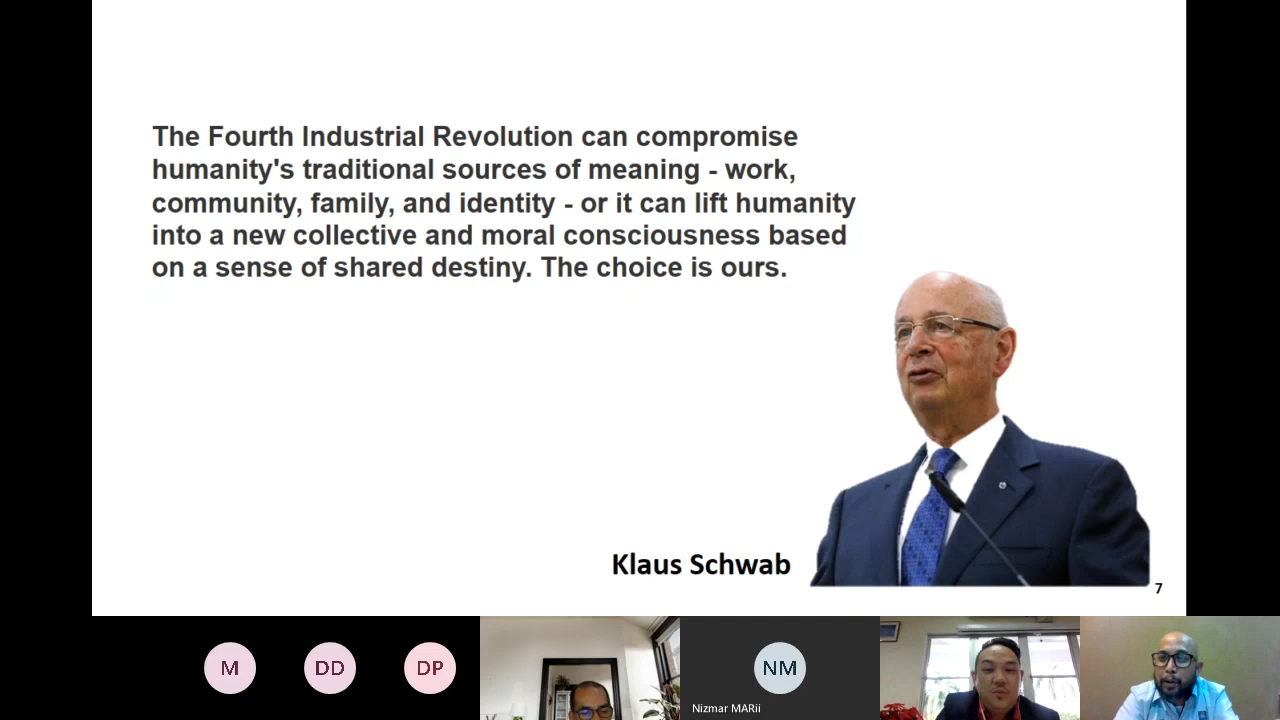 The Fourth Industrial Revolution can compromise
humanity's traditional sources of meaning - work,
community, family, and identity - or it can lift humanity
into a new collective and moral consciousness based
on a sense of shared destiny. The choice is ours.
Klaus Schwab
7
M
DD
DP
NM
Nizmar MARii